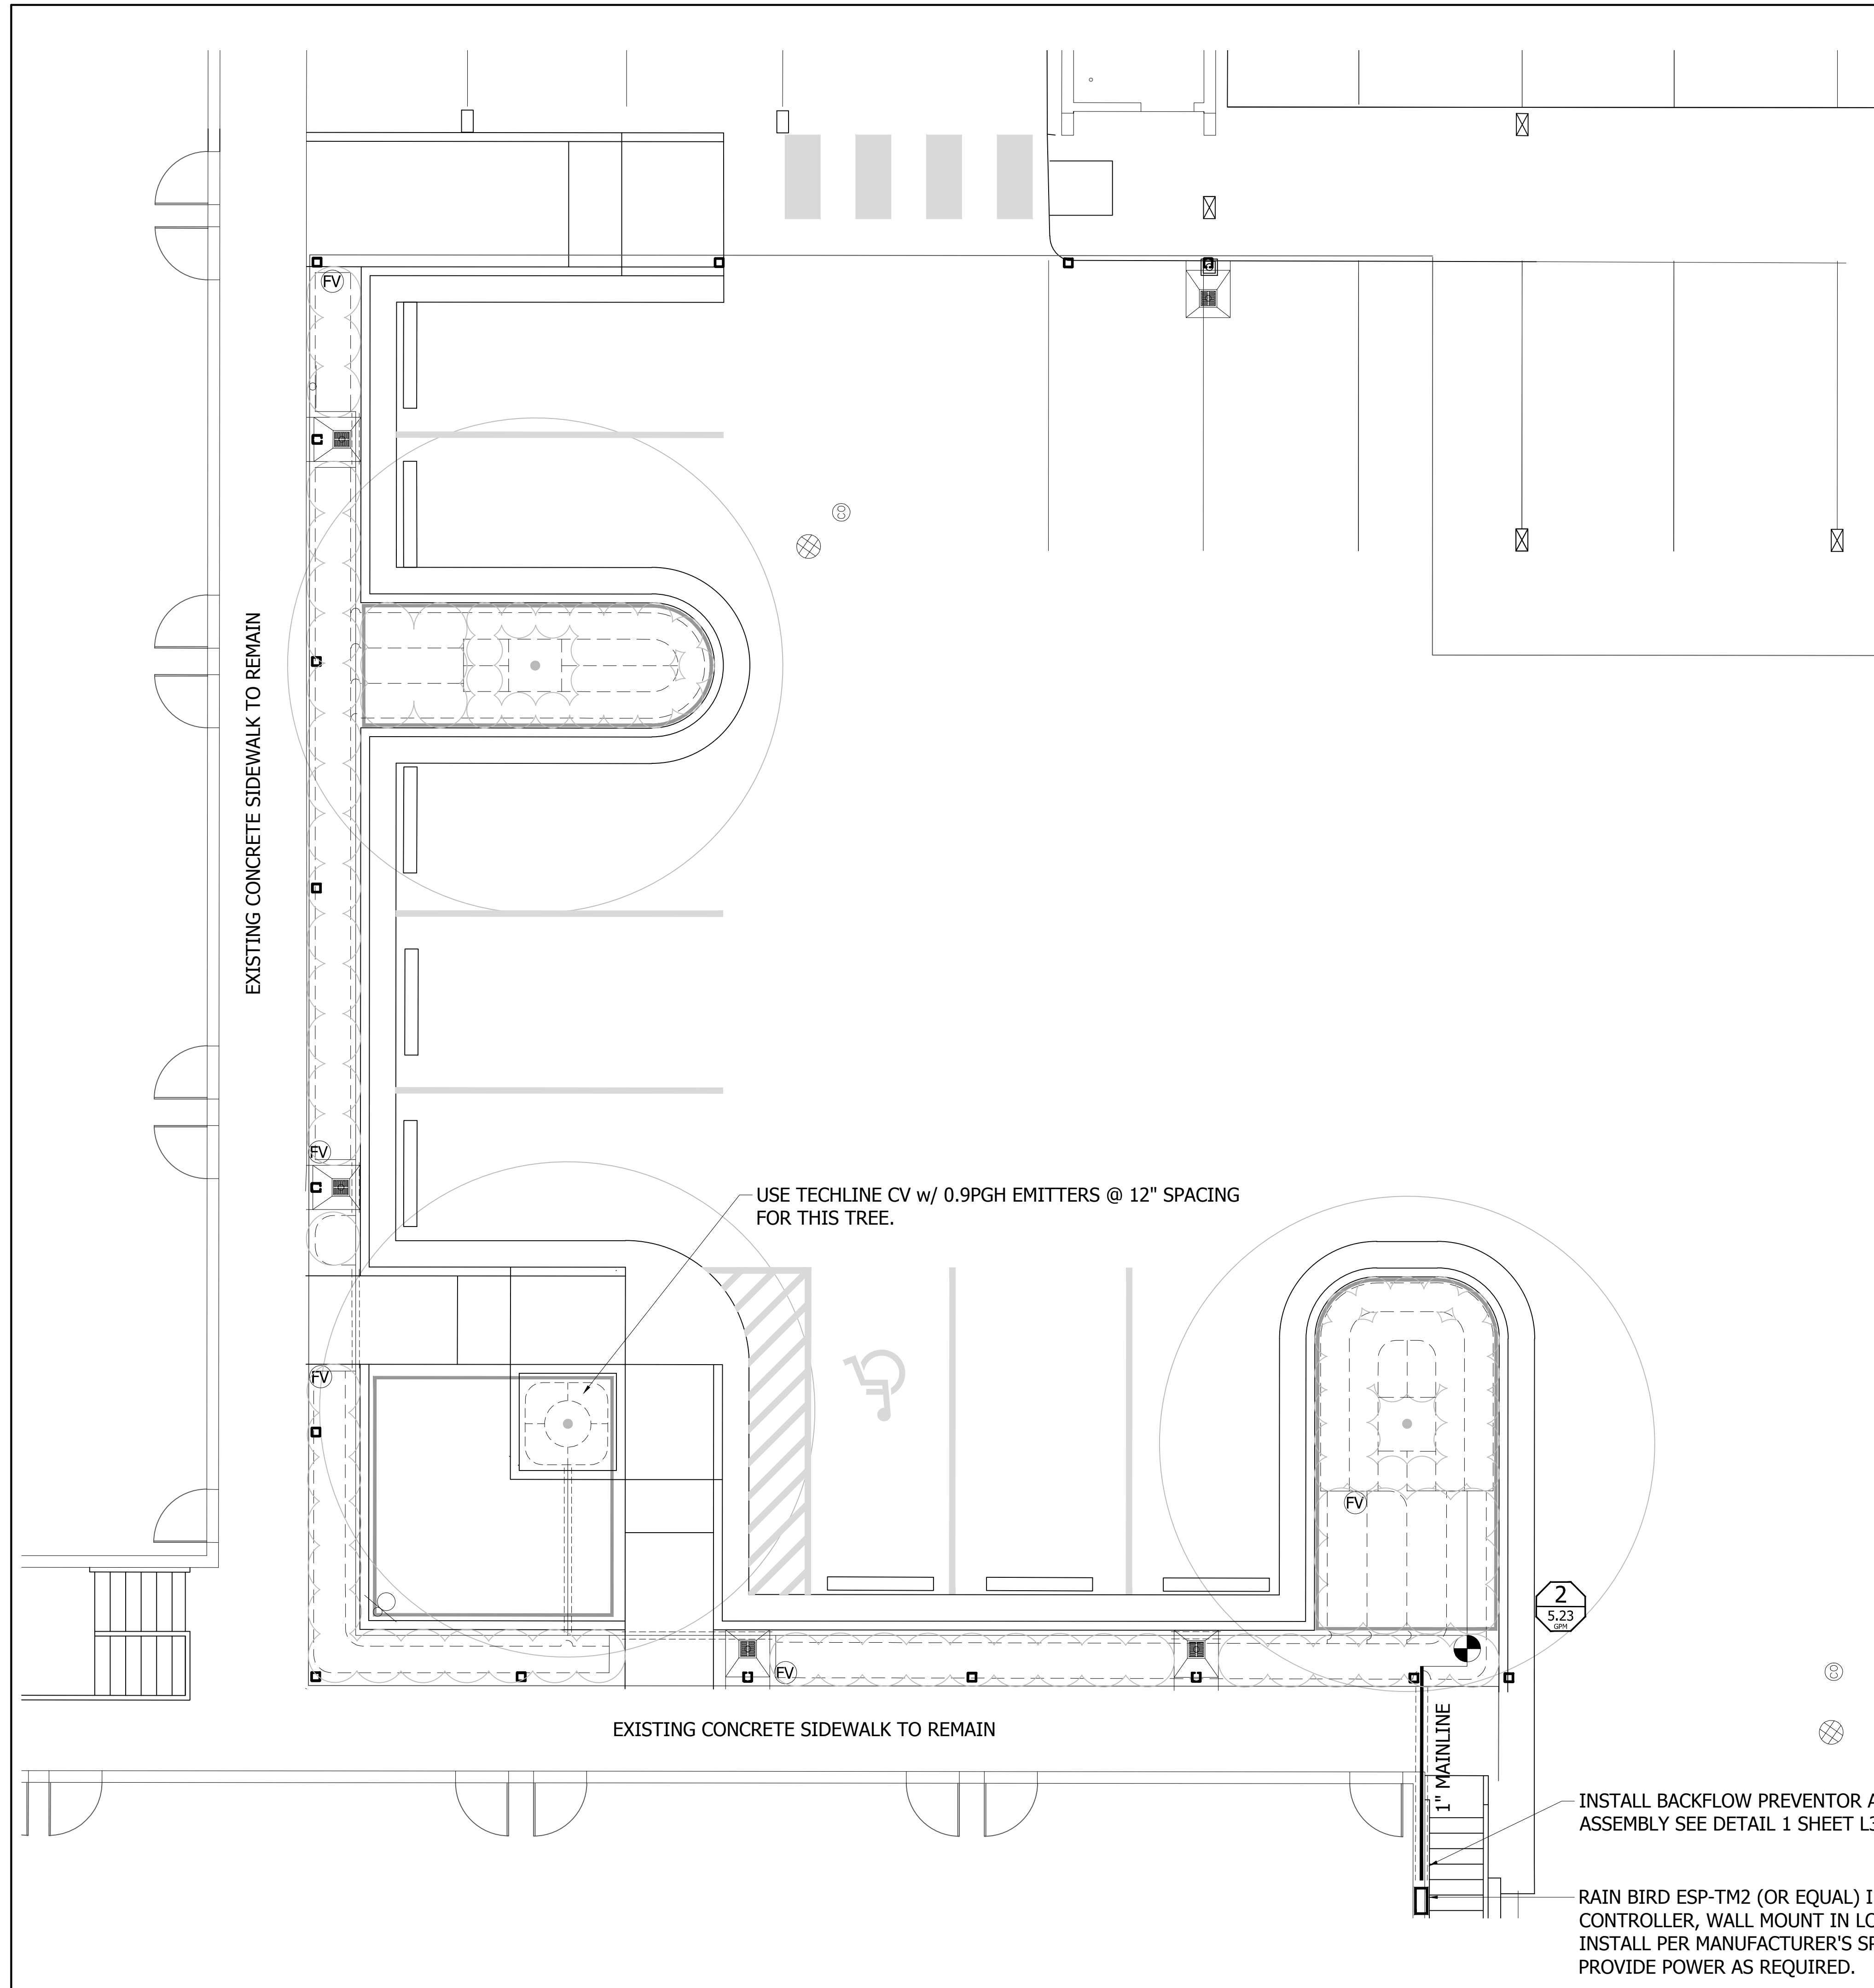 FV
CO
EXISTING CONCRETE SIDEWALK TO REMAIN
FV
USE TECHLINE CV w/ 0.9PGH EMITTERS @ 12" SPACING
FOR THIS TREE.
FV
FV
2
5.23
GPM
FV
CO
EXISTING CONCRETE SIDEWALK TO REMAIN
1" MAINLINE
INSTALL BACKFLOW PREVENTOR
ASSEMBLY SEE DETAIL 1 SHEET
RAIN BIRD ESP-TM2 (OR EQUAL)
CONTROLLER, WALL MOUNT IN
INSTALL PER MANUFACTURER'S
PROVIDE POWER AS REQUIRED.